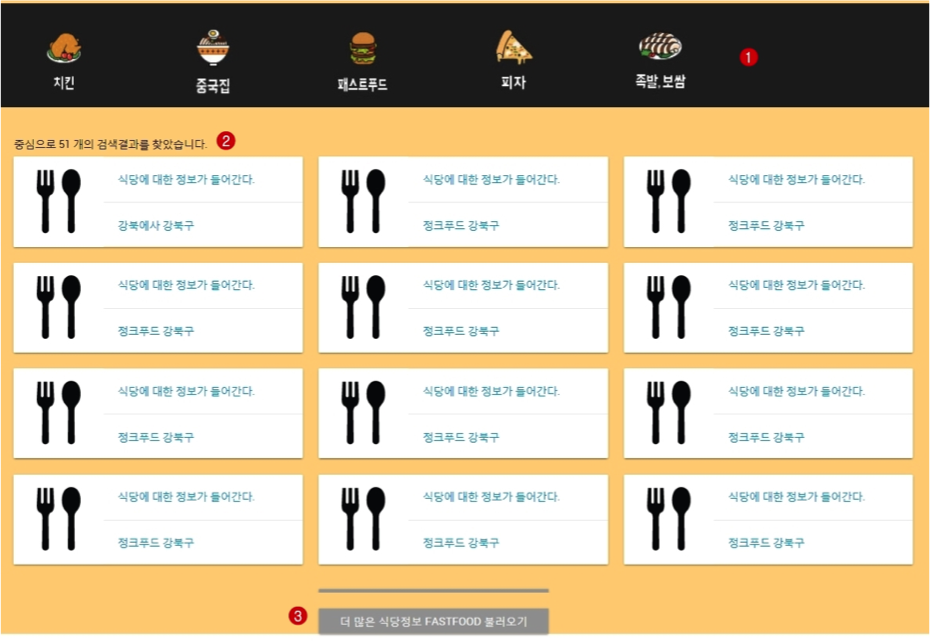 치킨
중국집
패스트푸드
피자
족발,보쌈
1
중심으로 51 개의 검색결과를 찾았습니다.
2
식당에 대한 정보가 들어간다.
강북에사 강북구
식당에 대한 정보가 들어간다.
정크푸드 강북구
식당에 대한 정보가 들어간다.
정크푸드 강북구
식당에 대한 정보가 들어간다.
정크푸드 강북구
식당에 대한 정보가 들어간다.
정크푸드 강북구
식당에 대한 정보가 들어간다.
정크푸드 강북구
식당에 대한 정보가 들어간다.
정크푸드 강북구
식당에 대한 정보가 들어간다.
정크푸드 강북구
식당에 대한 정보가 들어간다.
정크푸드 강북구
식당에 대한 정보가 들어간다.
정크푸드 강북구
식당에 대한 정보가 들어간다.
정크푸드 강북구
식당에 대한 정보가 들어간다.
정크푸드 강북구
3
더 많은 식당정보 FASTFOOD 불러오기